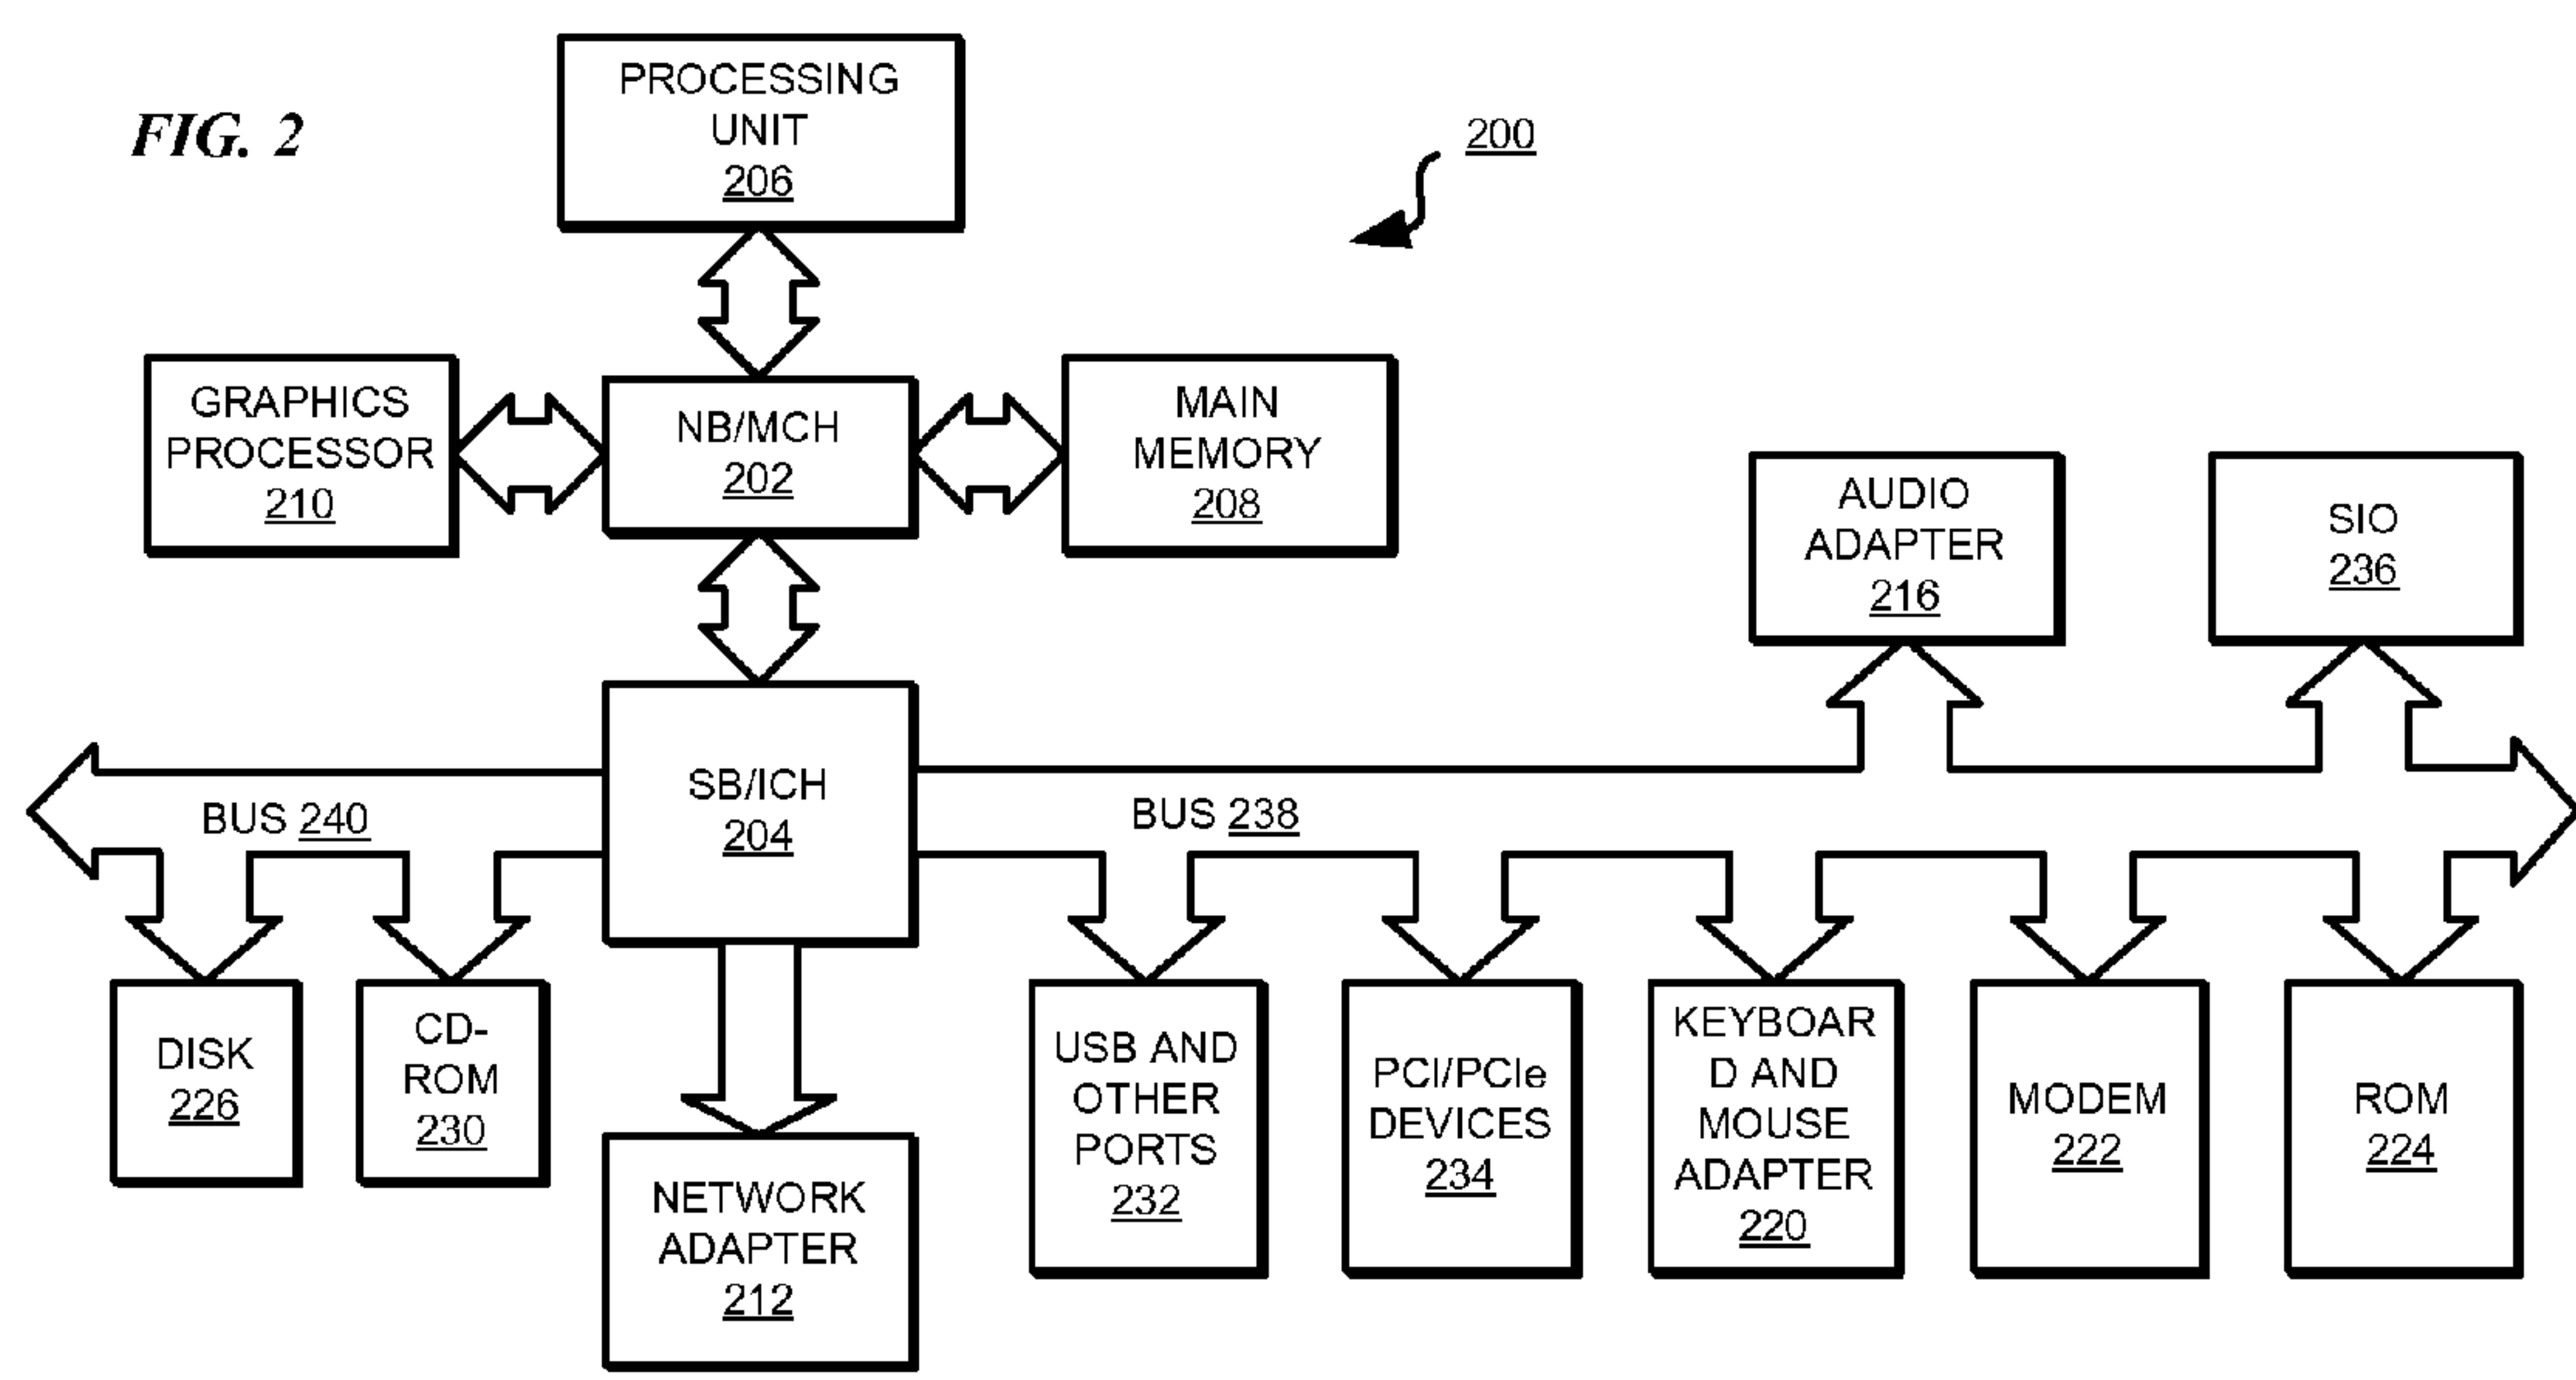 FIG. 2
PROCESSING
UNIT
206
200
GRAPHICS
PROCESSOR
210
NB/MCH
202
MAIN
MEMORY
208
AUDIO
ADAPTER
216
SIO
236
SB/ICH
204
BUS 240
BUS 238
DISK
226
CD-
ROM
230
NETWORK
ADAPTER
212
USB AND
OTHER
PORTS
232
PCI/PCIe
DEVICES
234
KEYBOAR
D AND
MOUSE
ADAPTER
220
MODEM
222
ROM
224